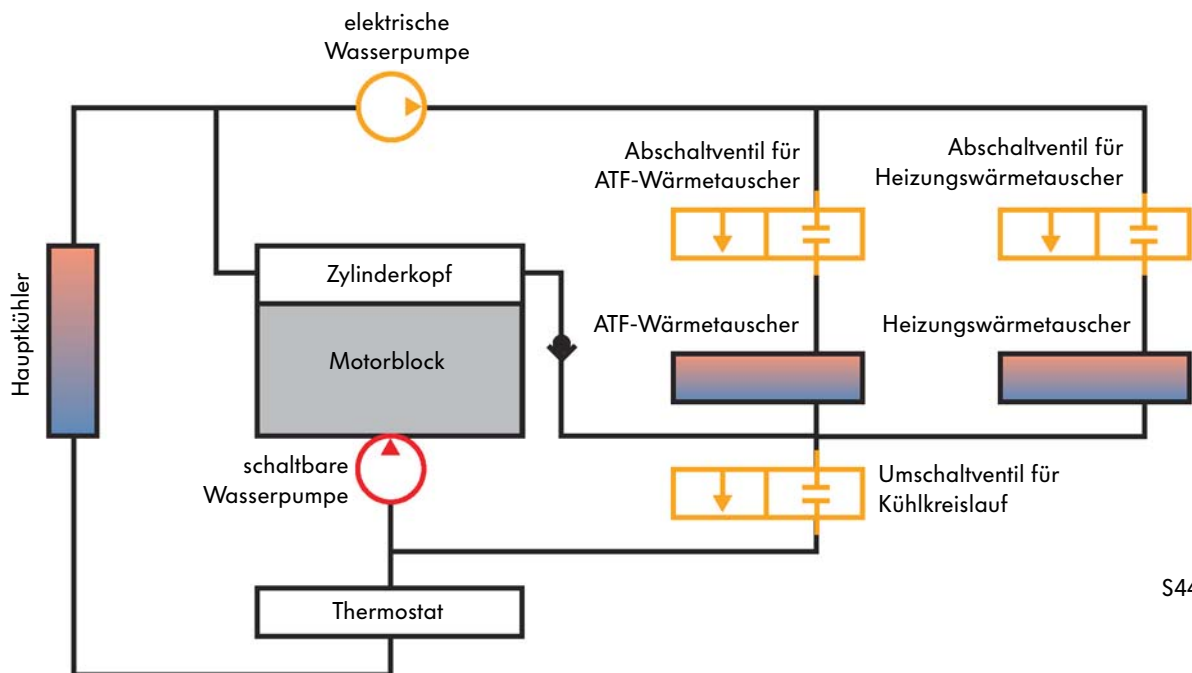 elektrische
Wasserpumpe
Abschaltventil für
ATF-Wärmetauscher
Abschaltventil für
Heizungswärmetauscher
Hauptkühler
Zylinderkopf
Motorblock
ATF-Wärmetauscher
Heizungswärmetauscher
schaltbare
Wasserpumpe
Umschaltventil für
Kühlkreislauf
Thermostat
S44